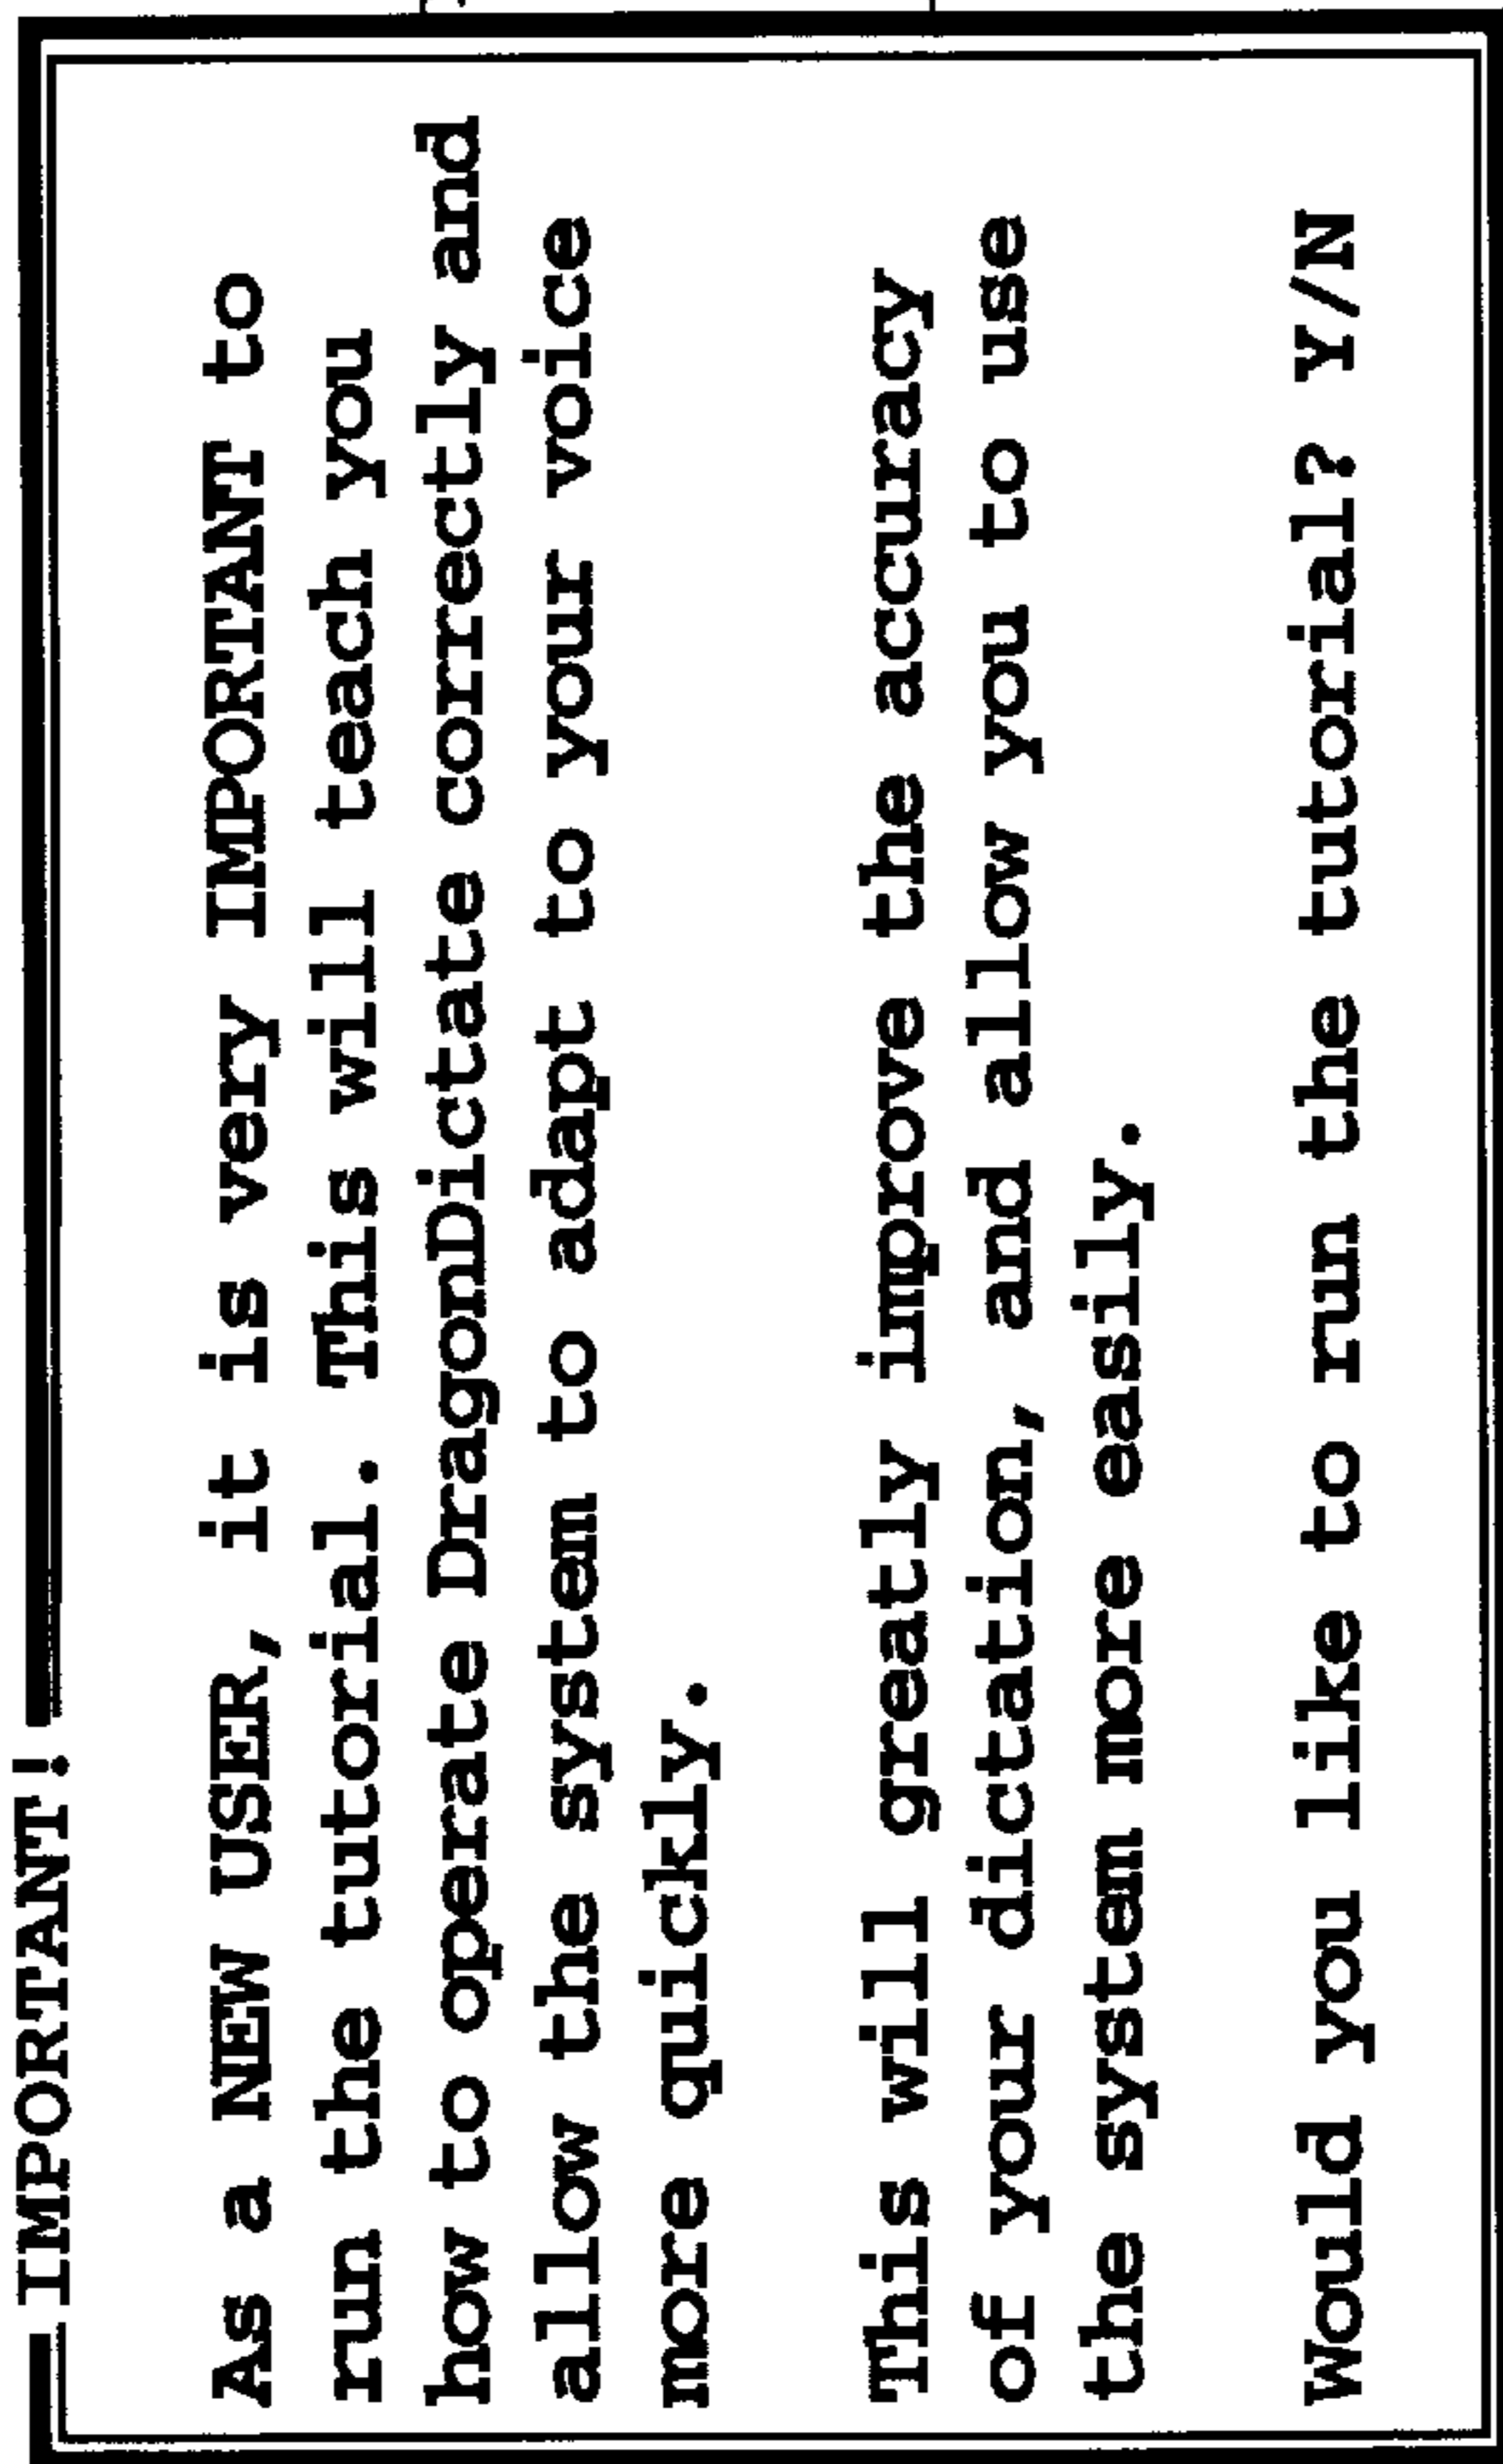 IMPORTANT!
As a NEW USER, it is very IMPORTANT to
run the tutorial. This will teach you
how to operate DragonDictate correctly and
allow the system to adapt to your voice
more quickly.
This will greatly improve the accuracy
of your dictation, and allow you to use
the system more easily.
Would you like to run the tutorial? Y/N